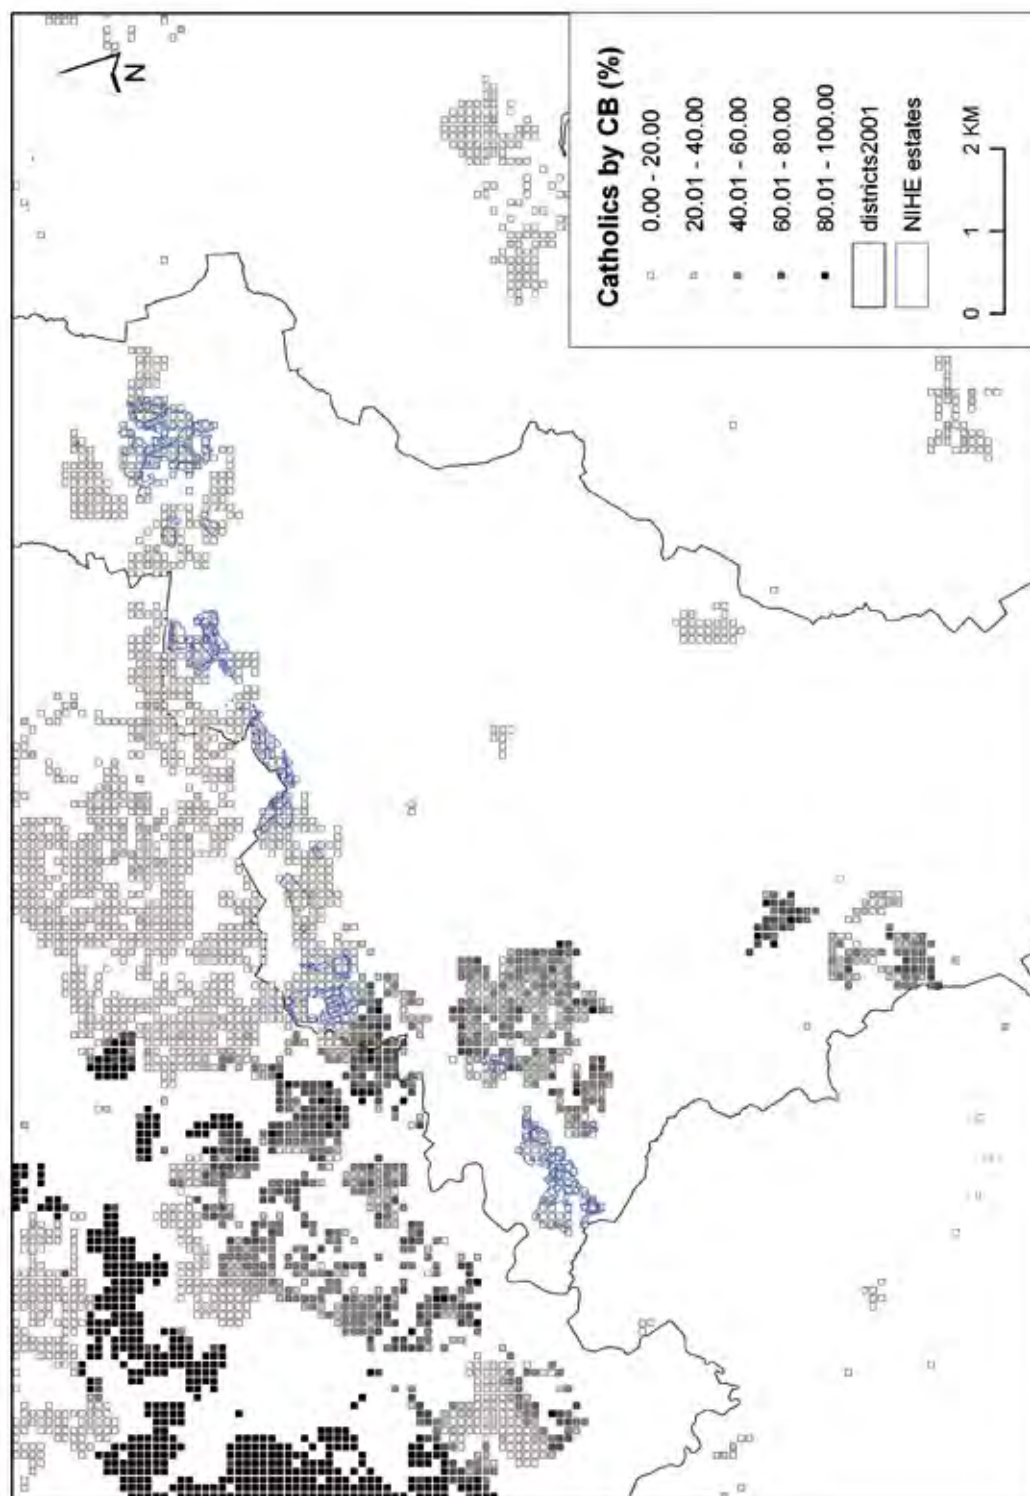 N
Catholics by CB (%)
0.00 - 20.00
20.01 - 40.00
40.01 - 60.00
60.01 - 80.00
80.01 - 100.00
districts2001
NIHE estates
0 1 2 KM